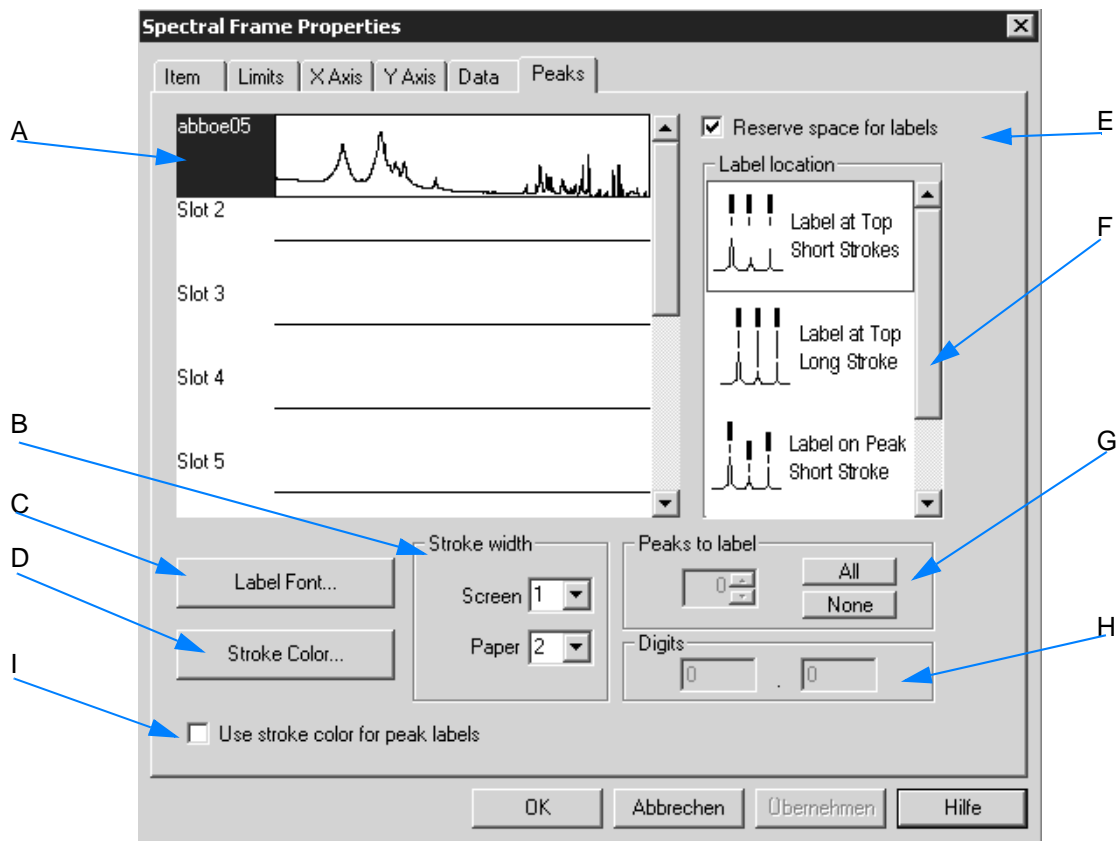 Spectral Frame Properties
Item
Limits
X Axis
Y Axis
Data
Peaks
A
abboe05
Slot 2
Slot 3
Slot 4
Slot 5
E
Reserve space for labels
Label location
Label at Top
Short Strokes
F
Label at Top
Long Stroke
Label on Peak
Short Stroke
B
C
D
I
Label Font...
Stroke Color...
Stroke width
Screen 1
Paper 2
G
Peaks to label
0
All
None
H
Digits
0 . 0
Use stroke color for peak labels
OK
Abbrechen
Übernehmen
Hilfe